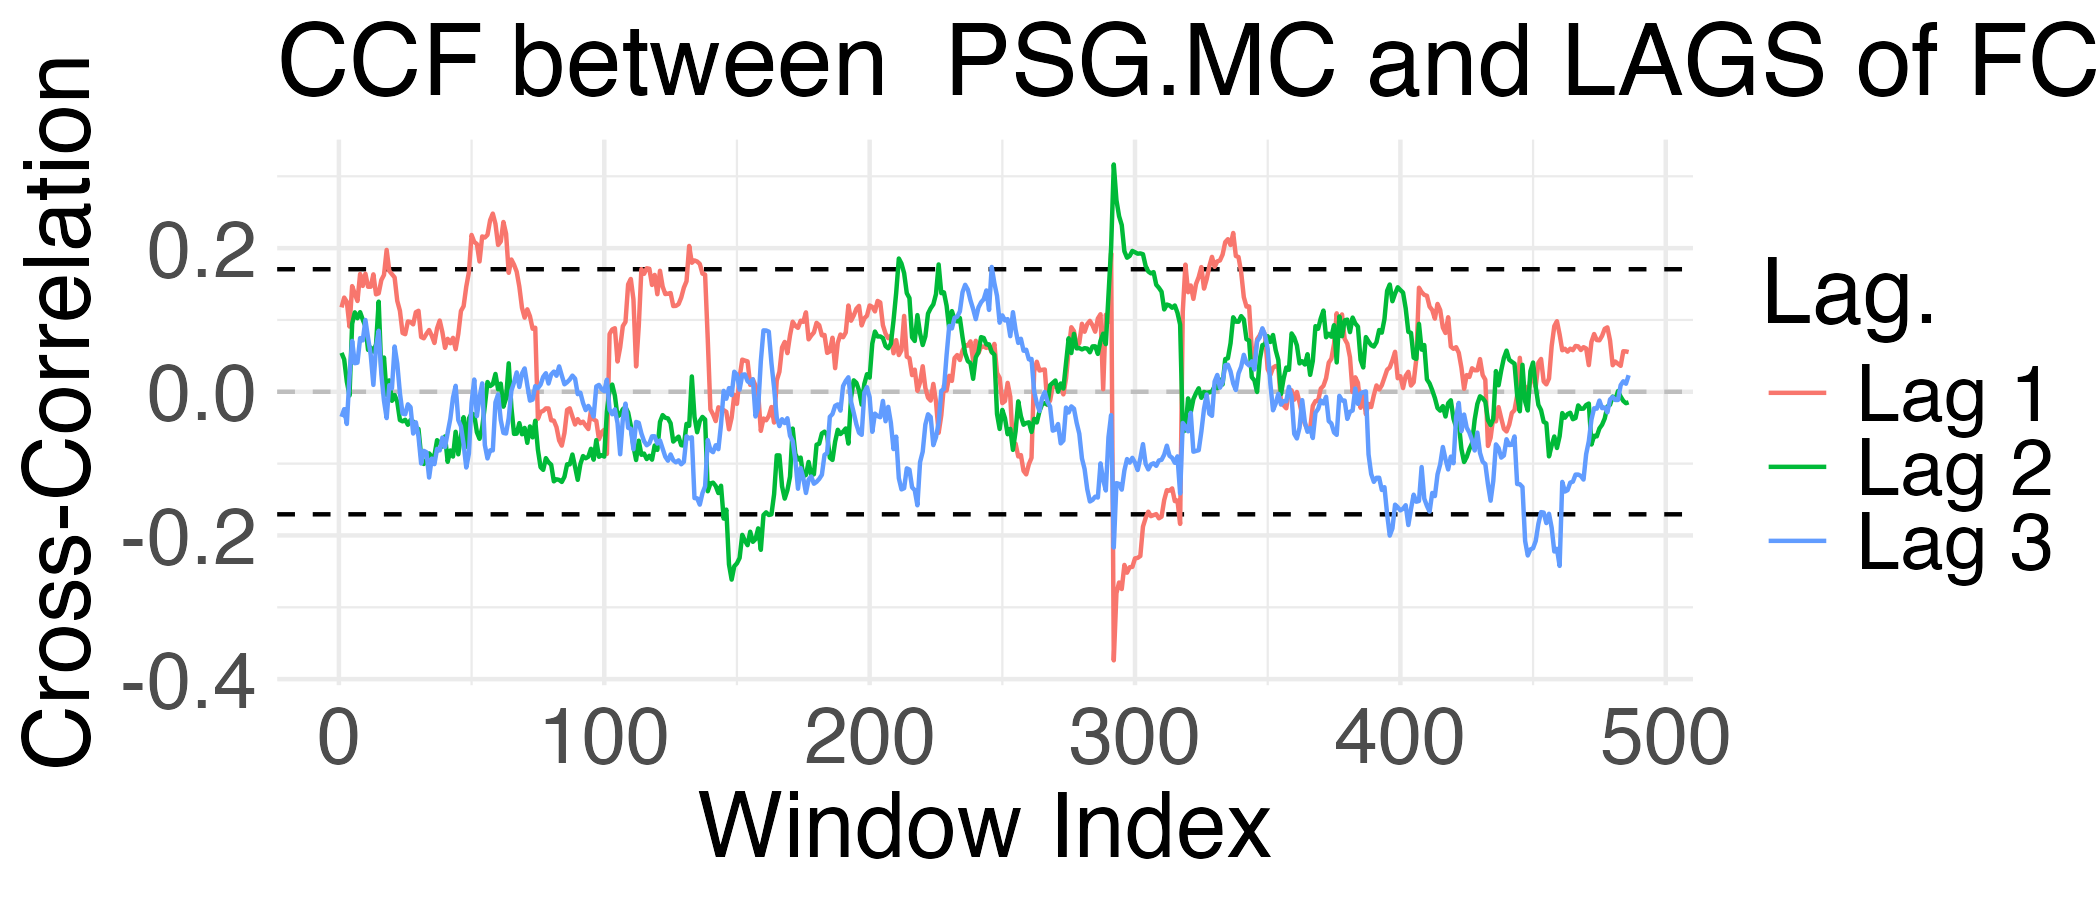 CCF between  PSG.MC and LAGS of FC
Cross-Correlation
0.2
0.0
-0.2
-0.4
0 100 200 300 400 500
Window Index
Lag.
Lag 1
Lag 2
Lag 3